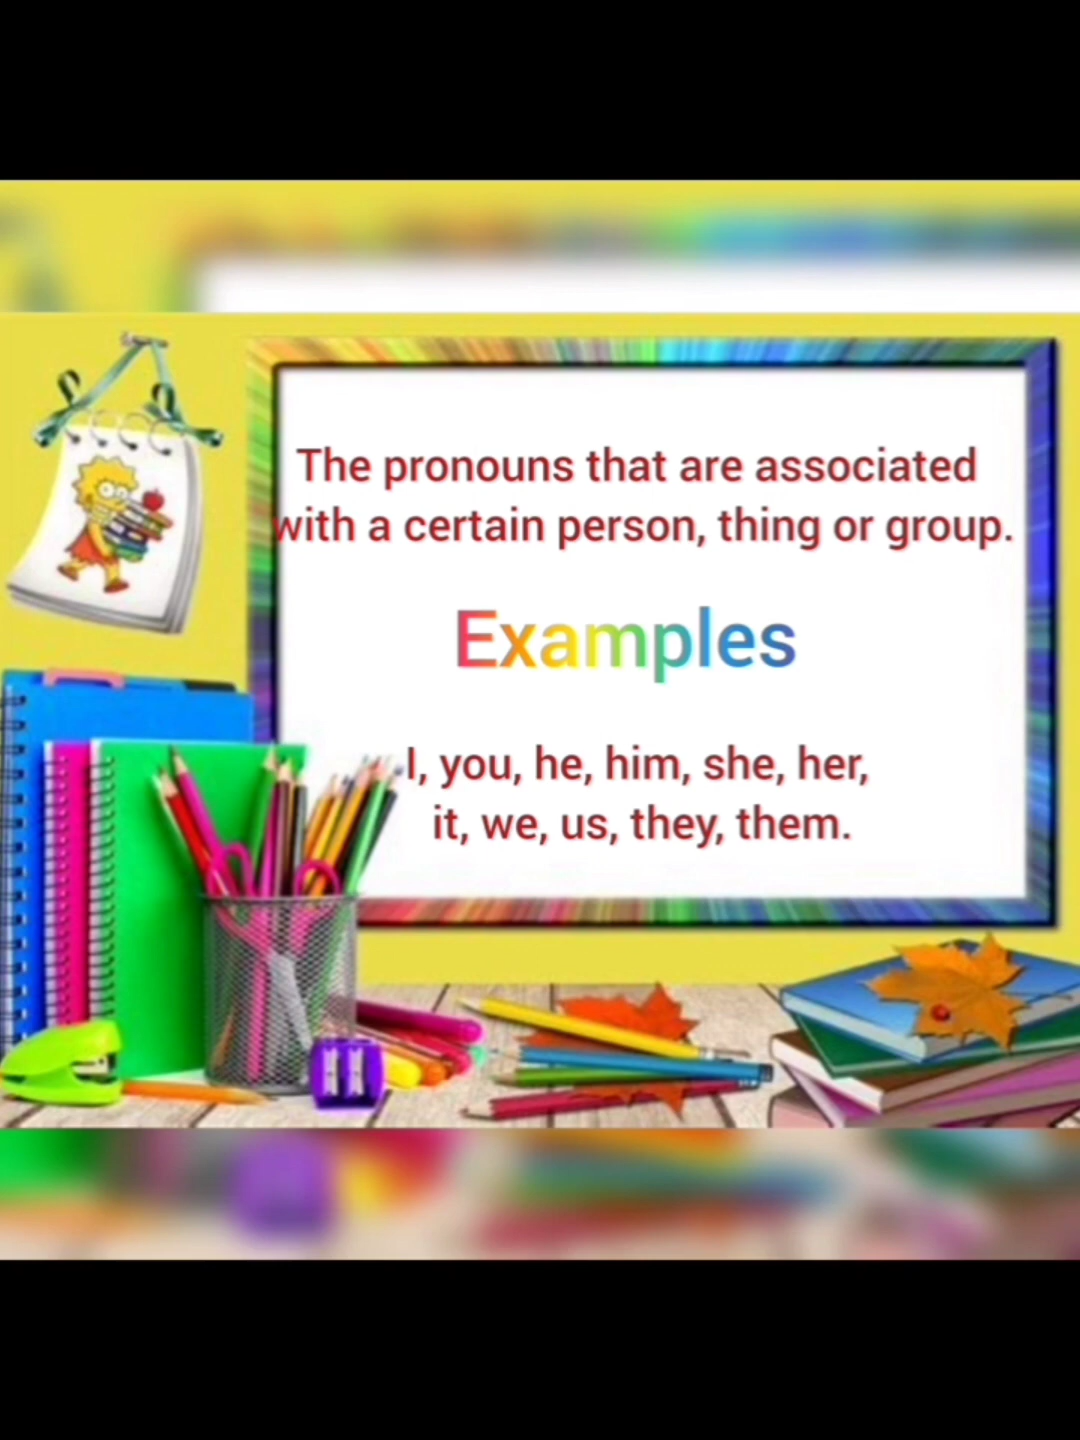 The pronouns that are associated
with a certain person, thing or group.
Examples
I, you, he, him, she, her,
it, we, us, they, them.